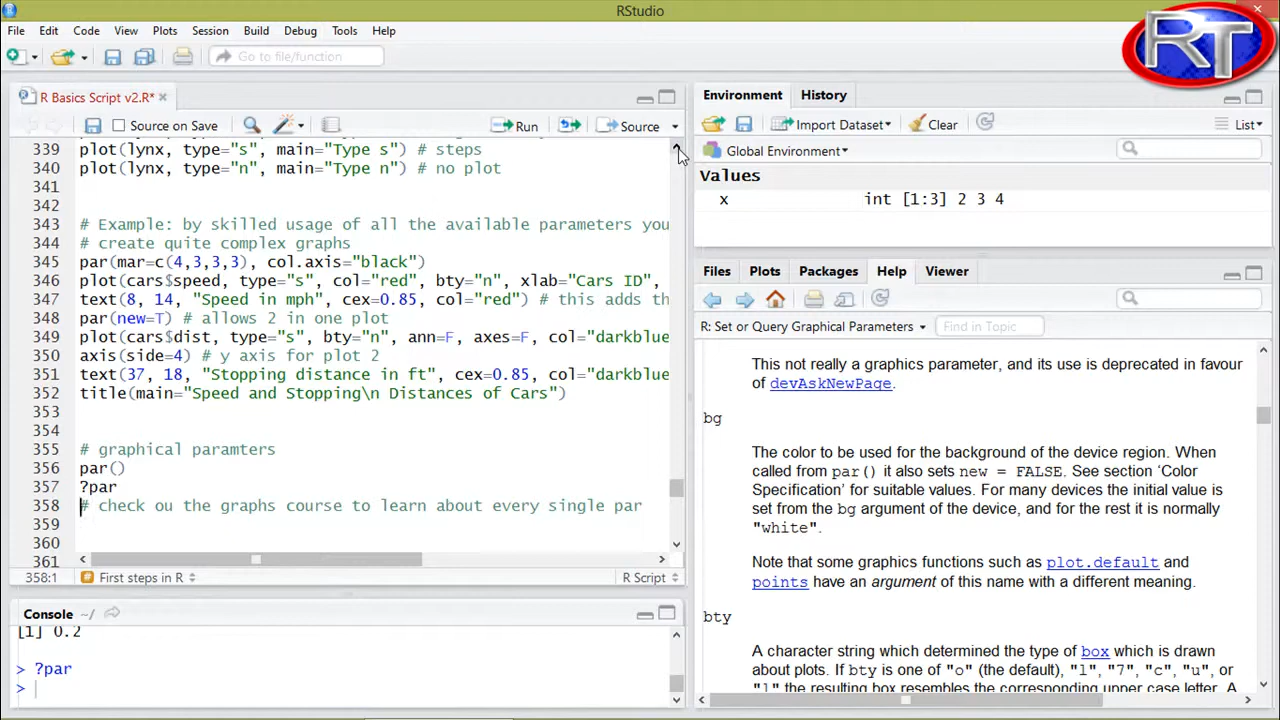 RStudio
RT
File Edit Code View Plots Session Build Debug Tools Help
Go to file/function
R Basics Script v2.R*
Source on Save
Run
Source
339 plot(lynx, type="s", main="Type s") # steps
340 plot(lynx, type="n", main="Type n") # no plot
341
342
343 # Example: by skilled usage of all the available parameters you
344 # create quite complex graphs
345 par(mar=c(4,3,3,3), col.axis="black")
346 plot(cars$speed, type="s", col="red", bty="n", xlab="Cars ID",
347 text(8, 14, "Speed in mph", cex=0.85, col="red") # this adds th
348 par(new=T) # allows 2 in one plot
349 plot(cars$dist, type="s", bty="n", ann=F, axes=F, col="darkblue
350 axis(side=4) # y axis for plot 2
351 text(37, 18, "Stopping distance in ft", cex=0.85, col="darkblue
352 title(main="Speed and Stopping\n Distances of Cars")
353
354
355 # graphical paramters
356 par()
357 ?par
358 # check ou the graphs course to learn about every single par
359
360
361
358:1 First steps in R R Script
Console ~/
[1] 0.2
> ?par
>
Environment History
Import Dataset Clear List
Global Environment
Values
x int [1:3] 2 3 4
Files Plots Packages Help Viewer
R: Set or Query Graphical Parameters Find in Topic
This not really a graphics parameter, and its use is deprecated in favour
of devAskNewPage.
bg
The color to be used for the background of the device region. When
called from par() it also sets new = FALSE. See section ‘Color
Specification’ for suitable values. For many devices the initial value is
set from the bg argument of the device, and for the rest it is normally
"white".
Note that some graphics functions such as plot.default and
points have an argument of this name with a different meaning.
bty
A character string which determined the type of box which is drawn
about plots. If bty is one of "o" (the default), "l", "7", "c", "u", or
"]" the resulting box resembles the corresponding upper case letter. A